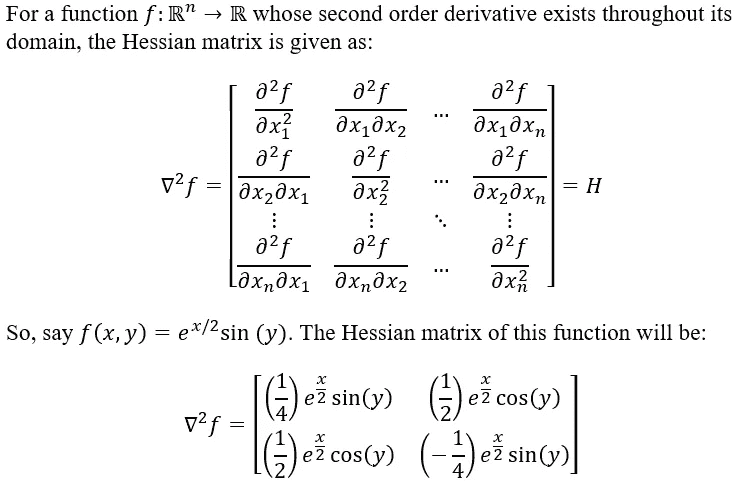 For a function f: ℝⁿ → ℝ whose second order derivative exists throughout its
domain, the Hessian matrix is given as:
∇²f = [ ∂²f/∂x₁² ∂²f/∂x₁∂x₂ ⋯ ∂²f/∂x₁∂xₙ
∂²f/∂x₂∂x₁ ∂²f/∂x₂² ⋯ ∂²f/∂x₂∂xₙ
⋮ ⋮ ⋱ ⋮
∂²f/∂xₙ∂x₁ ∂²f/∂xₙ∂x₂ ⋯ ∂²f/∂xₙ² ] = H
So, say f(x, y) = e^(x/2) sin (y). The Hessian matrix of this function will be:
∇²f = [ (1/4) e^(x/2) sin(y) (1/2) e^(x/2) cos(y)
(1/2) e^(x/2) cos(y) (−1/4) e^(x/2) sin(y) ]